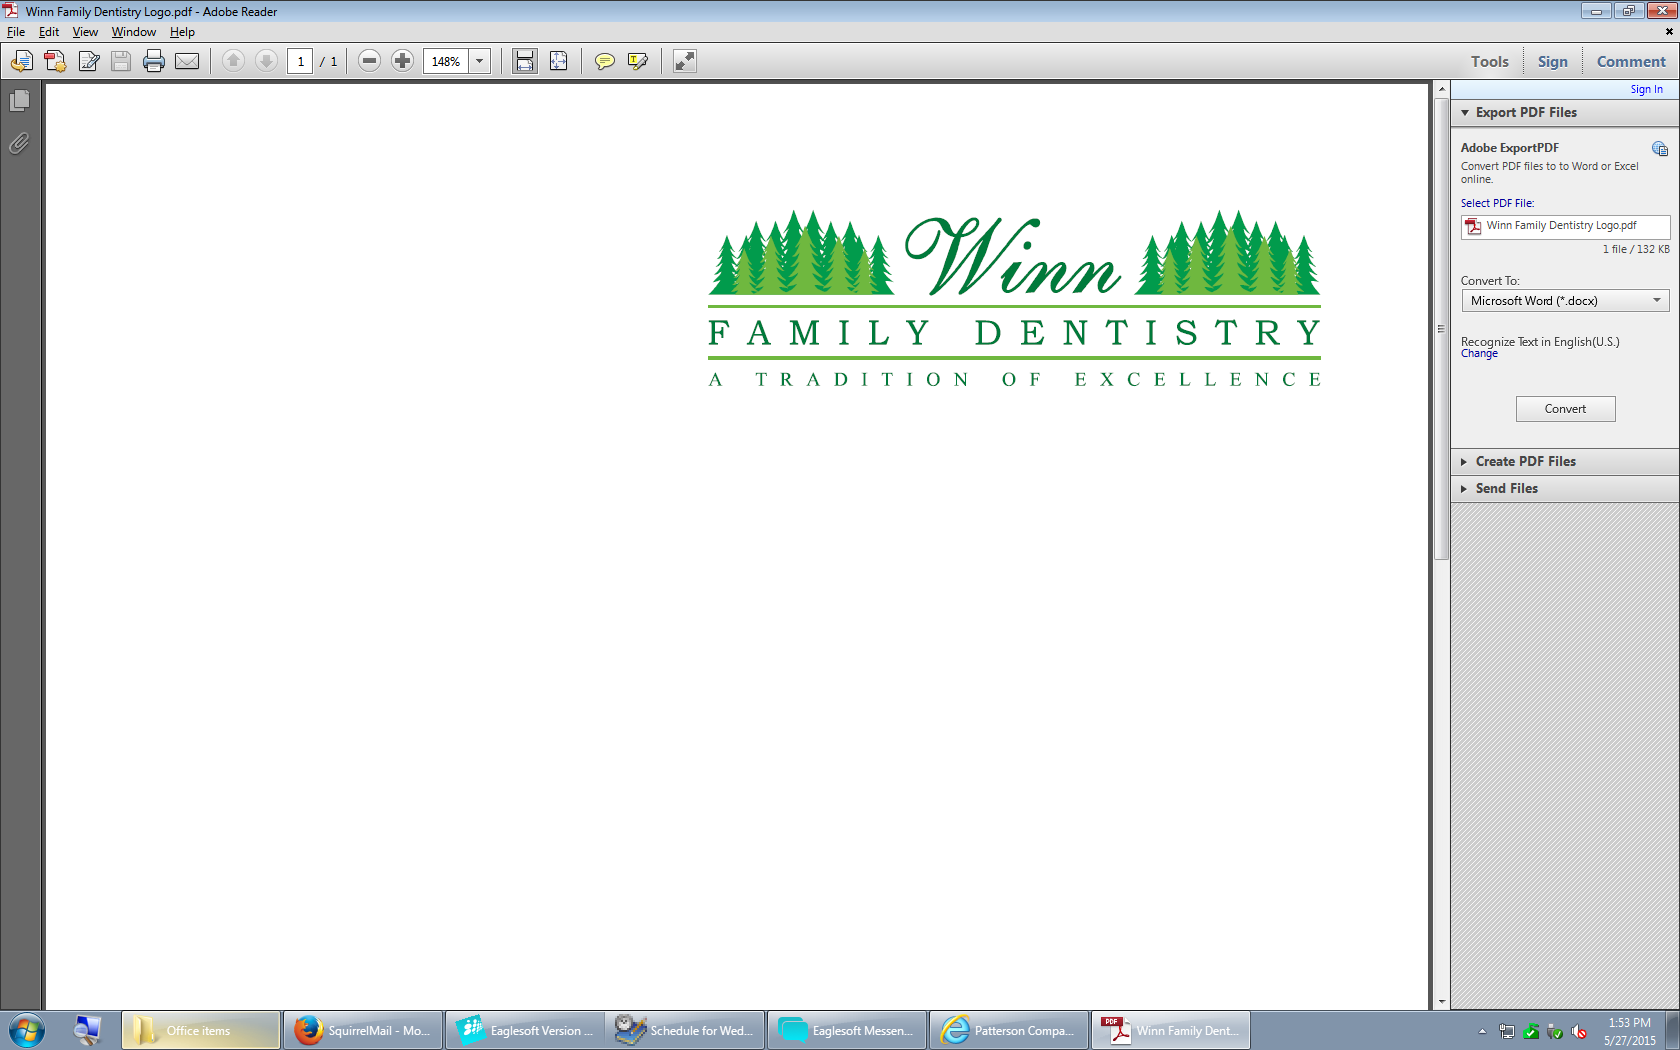 Winn Family Dentistry Logo.pdf - Adobe Reader
File Edit View Window Help
1 / 1 148% Tools Sign Comment
Sign In
Export PDF Files
Adobe ExportPDF
Convert PDF files to to Word or Excel
online.
Select PDF File:
Winn Family Dentistry Logo.pdf
1 file / 132 KB
Convert To:
Microsoft Word (*.docx)
Recognize Text in English(U.S.)
Change
Convert
Create PDF Files
Send Files
Winn
FAMILY DENTISTRY
A TRADITION OF EXCELLENCE
Office items SquirrelMail - Mo... Eaglesoft Version ... Schedule for Wed... Eaglesoft Messen... Patterson Compa... PDF Winn Family Dent... 1:53 PM
5/27/2015